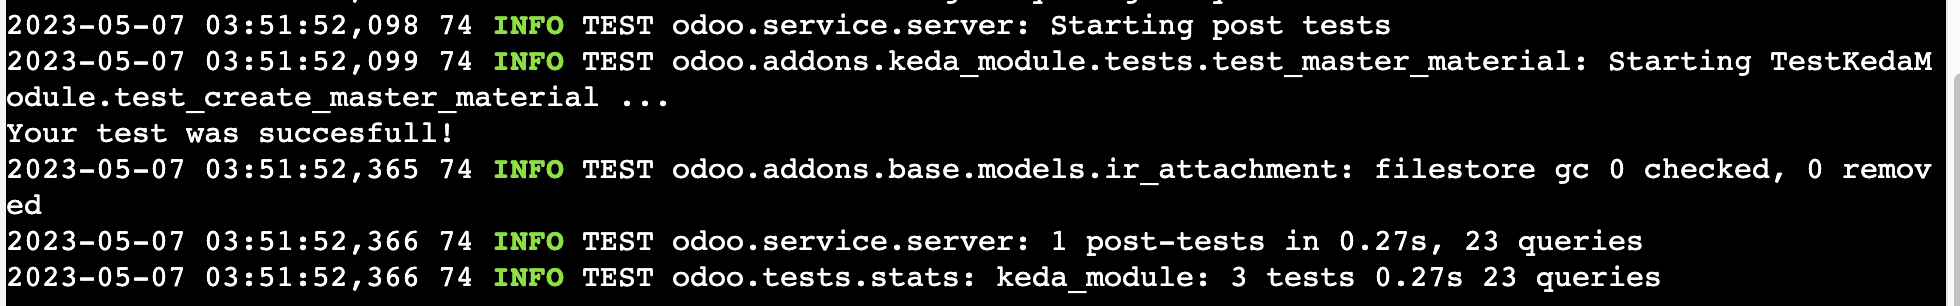 2023-05-07 03:51:52,098 74 INFO TEST odoo.service.server: Starting post tests
2023-05-07 03:51:52,099 74 INFO TEST odoo.addons.keda_module.tests.test_master_material: Starting TestKedaM
odule.test_create_master_material ...
Your test was succesfull!
2023-05-07 03:51:52,365 74 INFO TEST odoo.addons.base.models.ir_attachment: filestore gc 0 checked, 0 remov
ed
2023-05-07 03:51:52,366 74 INFO TEST odoo.service.server: 1 post-tests in 0.27s, 23 queries
2023-05-07 03:51:52,366 74 INFO TEST odoo.tests.stats: keda_module: 3 tests 0.27s 23 queries